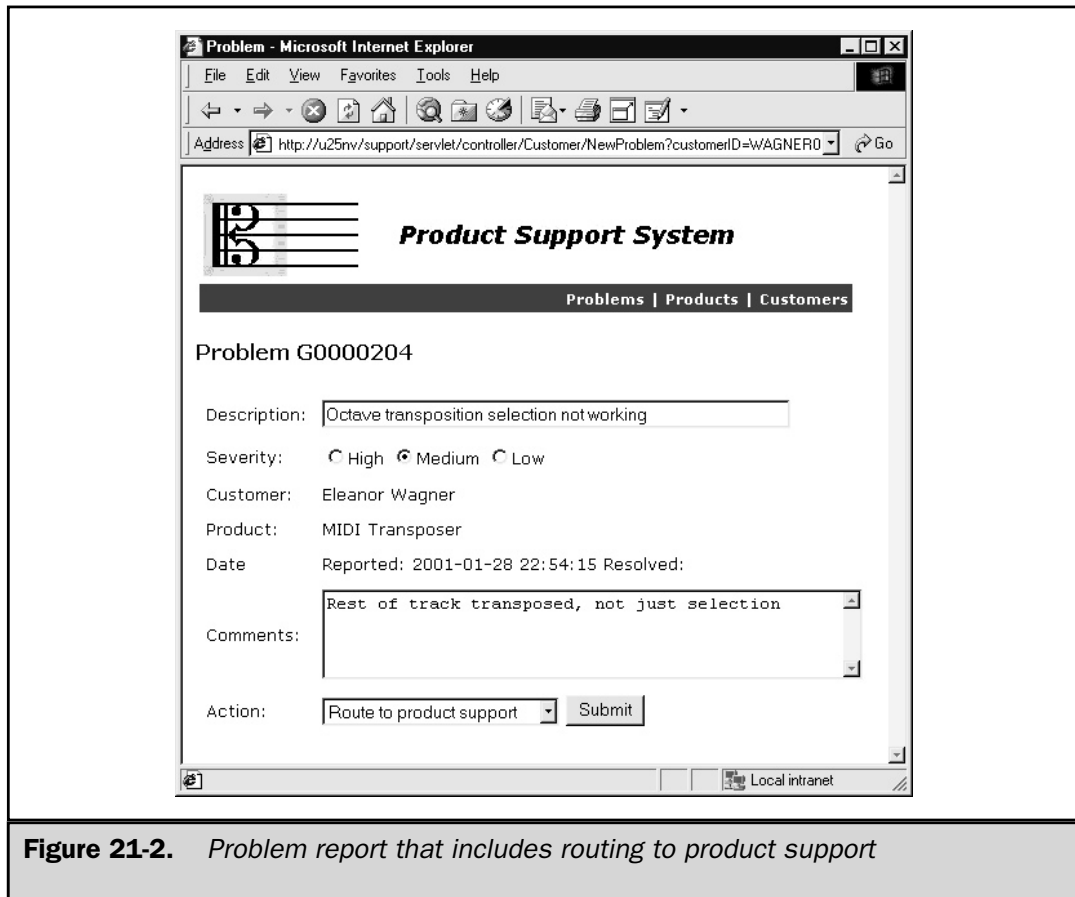 Problem - Microsoft Internet Explorer
File Edit View Favorites Tools Help
Address http://u25nv/support/servlet/controller/Customer/NewProblem?customerID=WAGNER0 Go
Product Support System
Problems | Products | Customers
Problem G0000204
Description: Octave transposition selection not working
Severity: High Medium Low
Customer: Eleanor Wagner
Product: MIDI Transposer
Date Reported: 2001-01-28 22:54:15 Resolved:
Comments: Rest of track transposed, not just selection
Action: Route to product support Submit
Local intranet
Figure 21-2. Problem report that includes routing to product support